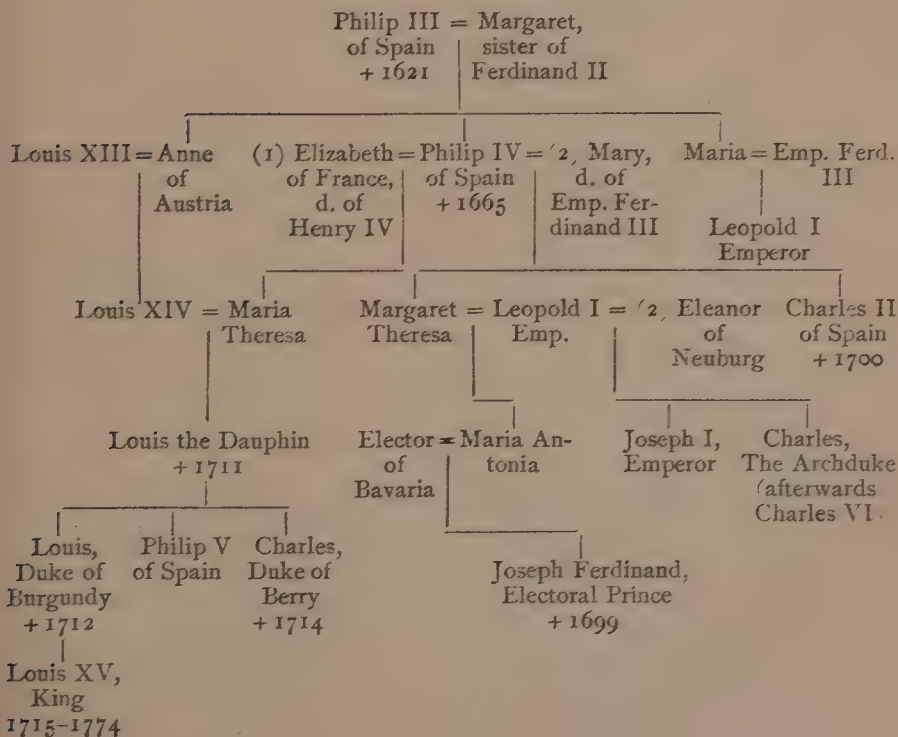 Philip III = Margaret,
of Spain sister of
+ 1621 Ferdinand II
Louis XIII = Anne (1) Elizabeth = Philip IV = '2, Mary, Maria = Emp. Ferd.
of of France, of Spain d. of III
Austria d. of + 1665 Emp. Fer-
Henry IV dinand III Leopold I
Emperor
Louis XIV = Maria Margaret = Leopold I = '2, Eleanor Charles II
Theresa Theresa Emp. of of Spain
Neuburg + 1700
Louis the Dauphin Elector = Maria An- Joseph I, Charles,
+ 1711 of tonia Emperor The Archduke
Bavaria (afterwards
Charles VI.
Louis, Philip V Charles,
Duke of of Spain Duke of Joseph Ferdinand,
Burgundy Berry Electoral Prince
+ 1712 + 1714 + 1699
Louis XV,
King
1715-1774